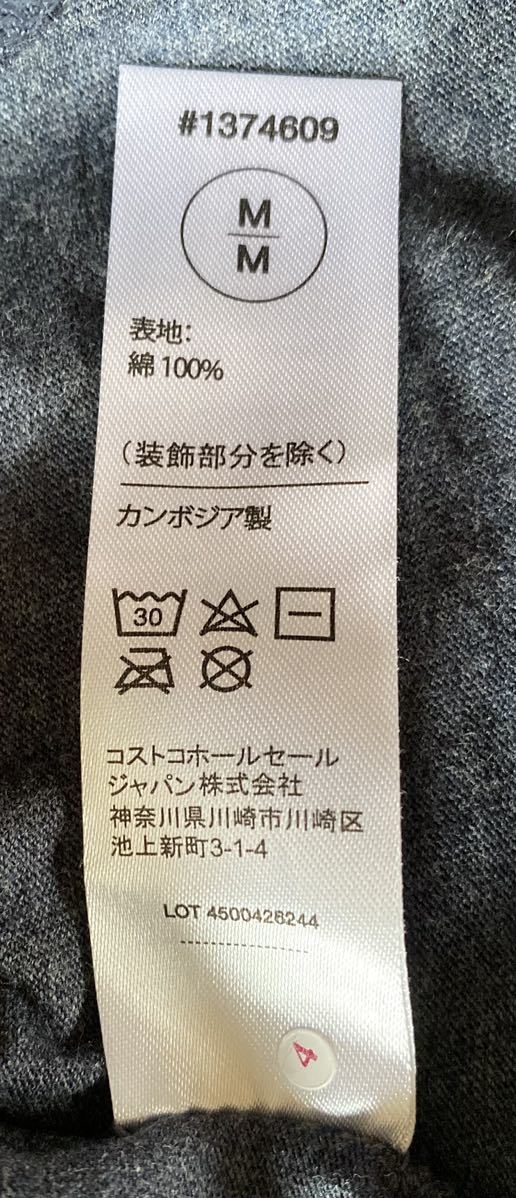 #1374609
M
M
表地:
綿 100%
(装飾部分を除く)
カンボジア製
30
コストコホールセール
ジャパン株式会社
神奈川県川崎市川崎区
池上新町3-1-4
LOT 4500426244
4